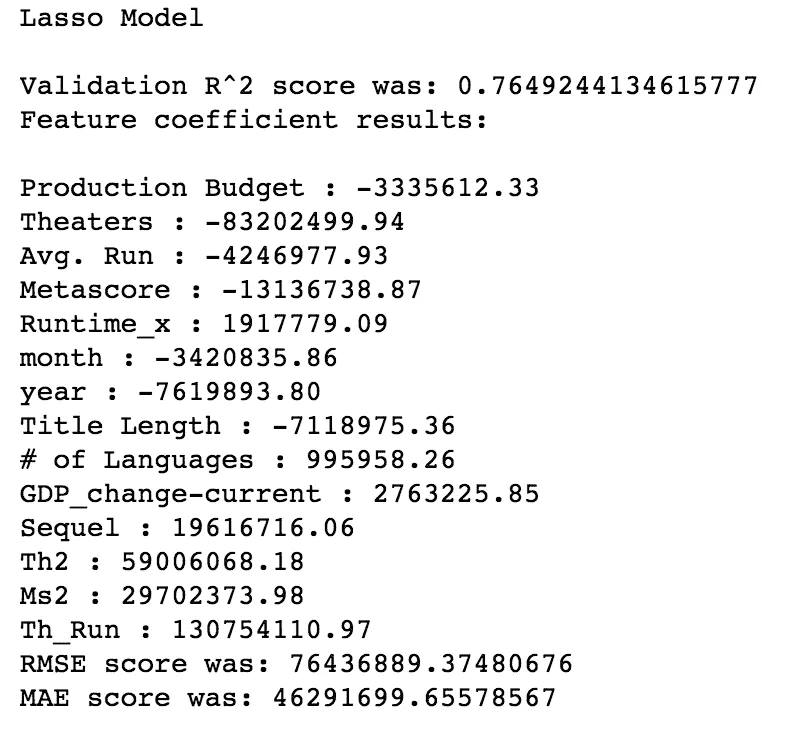 Lasso Model
Validation R^2 score was: 0.7649244134615777
Feature coefficient results:
Production Budget : -3335612.33
Theaters : -83202499.94
Avg. Run : -4246977.93
Metascore : -13136738.87
Runtime_x : 1917779.09
month : -3420835.86
year : -7619893.80
Title Length : -7118975.36
# of Languages : 995958.26
GDP_change-current : 2763225.85
Sequel : 19616716.06
Th2 : 59006068.18
Ms2 : 29702373.98
Th_Run : 130754110.97
RMSE score was: 76436889.37480676
MAE score was: 46291699.65578567